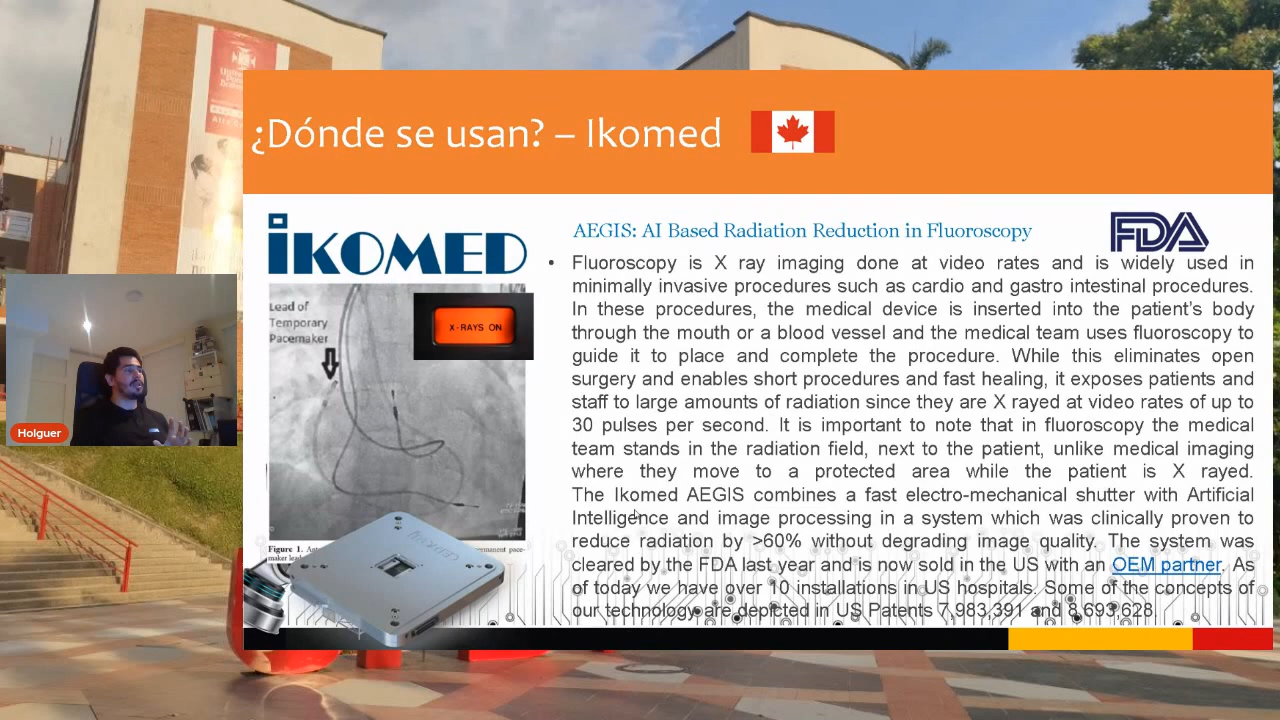 ¿Dónde se usan? – Ikomed
IKOMED
AEGIS: AI Based Radiation Reduction in Fluoroscopy
FDA
Lead of
Temporary
Pacemaker
X-RAYS ON
• Fluoroscopy is X ray imaging done at video rates and is widely used in
minimally invasive procedures such as cardio and gastro intestinal procedures.
In these procedures, the medical device is inserted into the patient's body
through the mouth or a blood vessel and the medical team uses fluoroscopy to
guide it to place and complete the procedure. While this eliminates open
surgery and enables short procedures and fast healing, it exposes patients and
staff to large amounts of radiation since they are X rayed at video rates of up to
30 pulses per second. It is important to note that in fluoroscopy the medical
team stands in the radiation field, next to the patient, unlike medical imaging
where they move to a protected area while the patient is X rayed.
The Ikomed AEGIS combines a fast electro-mechanical shutter with Artificial
Intelligence and image processing in a system which was clinically proven to
reduce radiation by >60% without degrading image quality. The system was
cleared by the FDA last year and is now sold in the US with an OEM partner. As
of today we have over 10 installations in US hospitals. Some of the concepts of
our technology are depicted in US Patents 7,983,391 and 8,693,628.
Figure 1.
Holguer